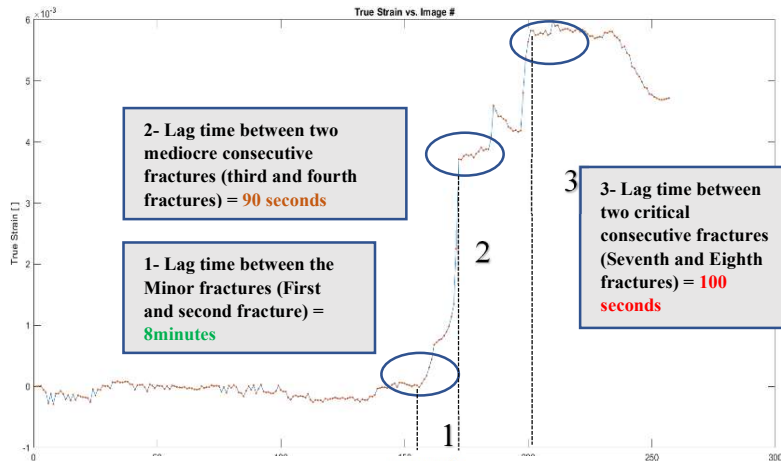 True Strain vs. Image #
×10⁻³
6
5
4
3
2
1
0
-1
True Strain [ ]
2- Lag time between two
mediocre consecutive
fractures (third and fourth
fractures) = 90 seconds
1- Lag time between the
Minor fractures (First
and second fracture) =
8minutes
3
3- Lag time between
two critical
consecutive fractures
(Seventh and Eighth
fractures) = 100
seconds
2
1
0
50
100
150
200
250
300